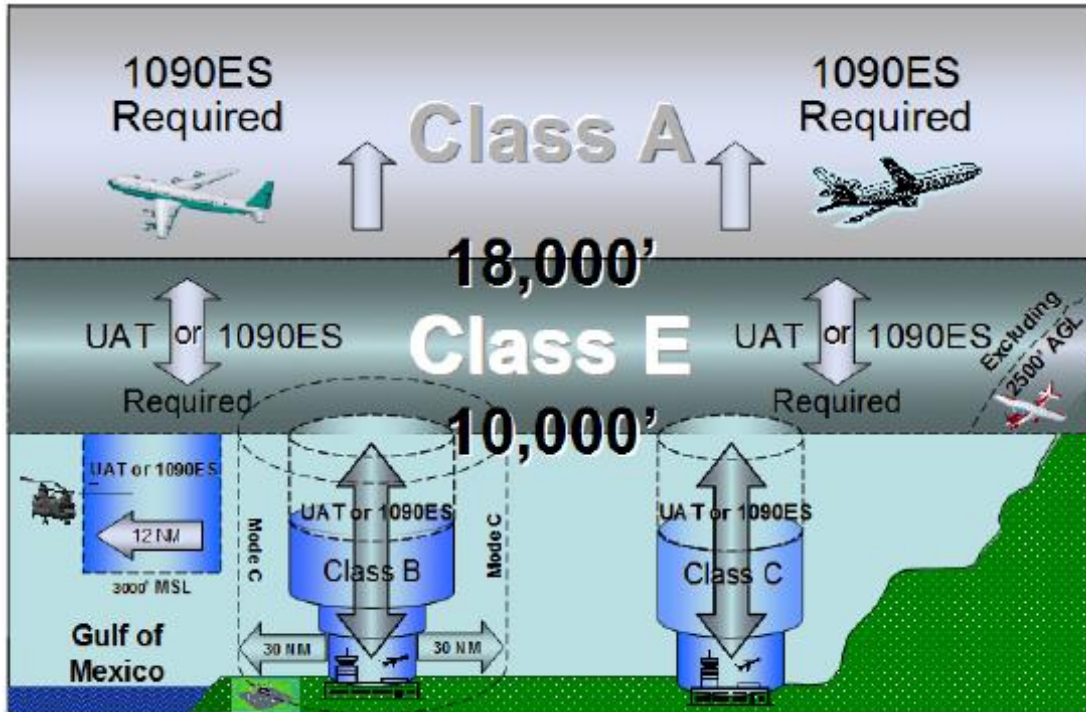 1090ES
Required
1090ES
Required
Class A
18,000'
UAT or 1090ES
Required
Class E
UAT or 1090ES
Required
Excluding
2500' AGL
10,000'
UAT or 1090ES
12 NM
3000' MSL
Gulf of
Mexico
Mode C
UAT or 1090ES
Class B
Mode C
30 NM
30 NM
UAT or 1090ES
Class C